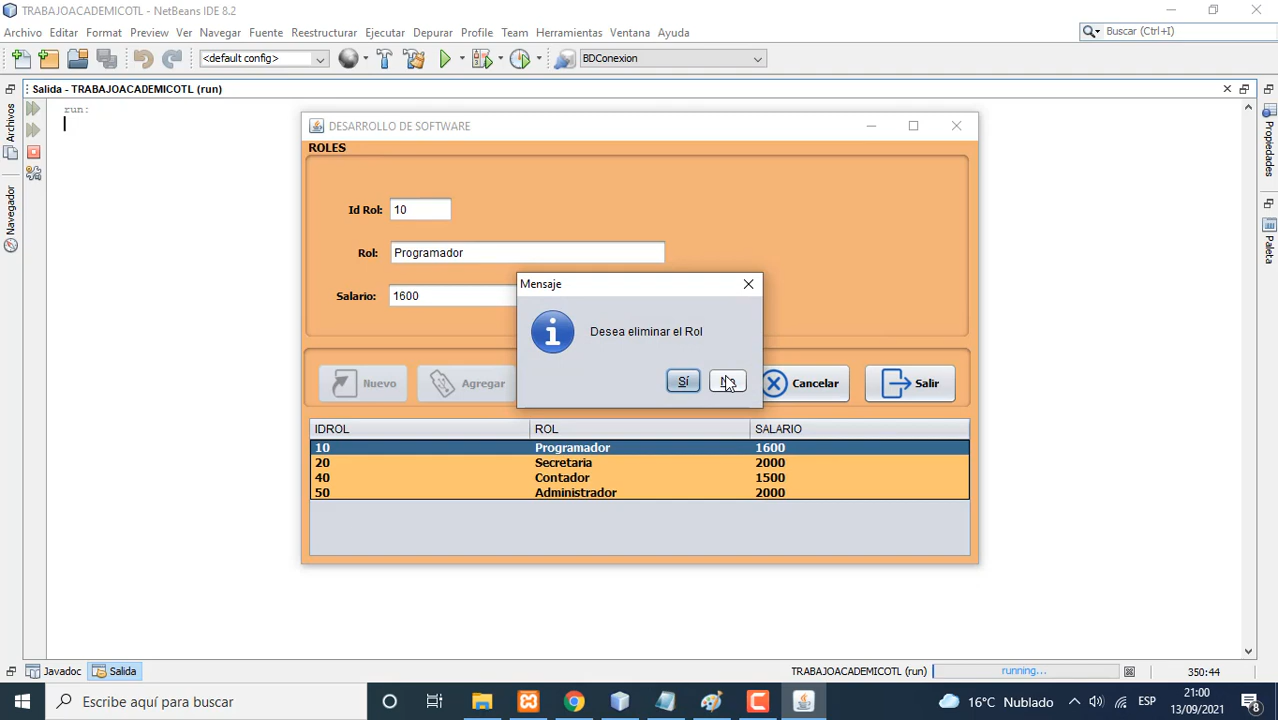 TRABAJOACADEMICOTL - NetBeans IDE 8.2
Archivo Editar Format Preview Ver Navegar Fuente Reestructurar Ejecutar Depurar Profile Team Herramientas Ventana Ayuda
Buscar (Ctrl+I)
<default config>
BDConexion
Salida - TRABAJOACADEMICOTL (run)
run:
Archivos
Navegador
Propiedades
Paleta
DESARROLLO DE SOFTWARE
ROLES
Id Rol: 10
Rol: Programador
Salario: 1600
Mensaje
Desea eliminar el Rol
Sí
Nuevo Agregar Cancelar Salir
IDROL ROL SALARIO
10 Programador 1600
20 Secretaria 2000
40 Contador 1500
50 Administrador 2000
Javadoc Salida
TRABAJOACADEMICOTL (run) running... 350:44
Escribe aquí para buscar
16°C Nublado ESP
21:00
13/09/2021
8